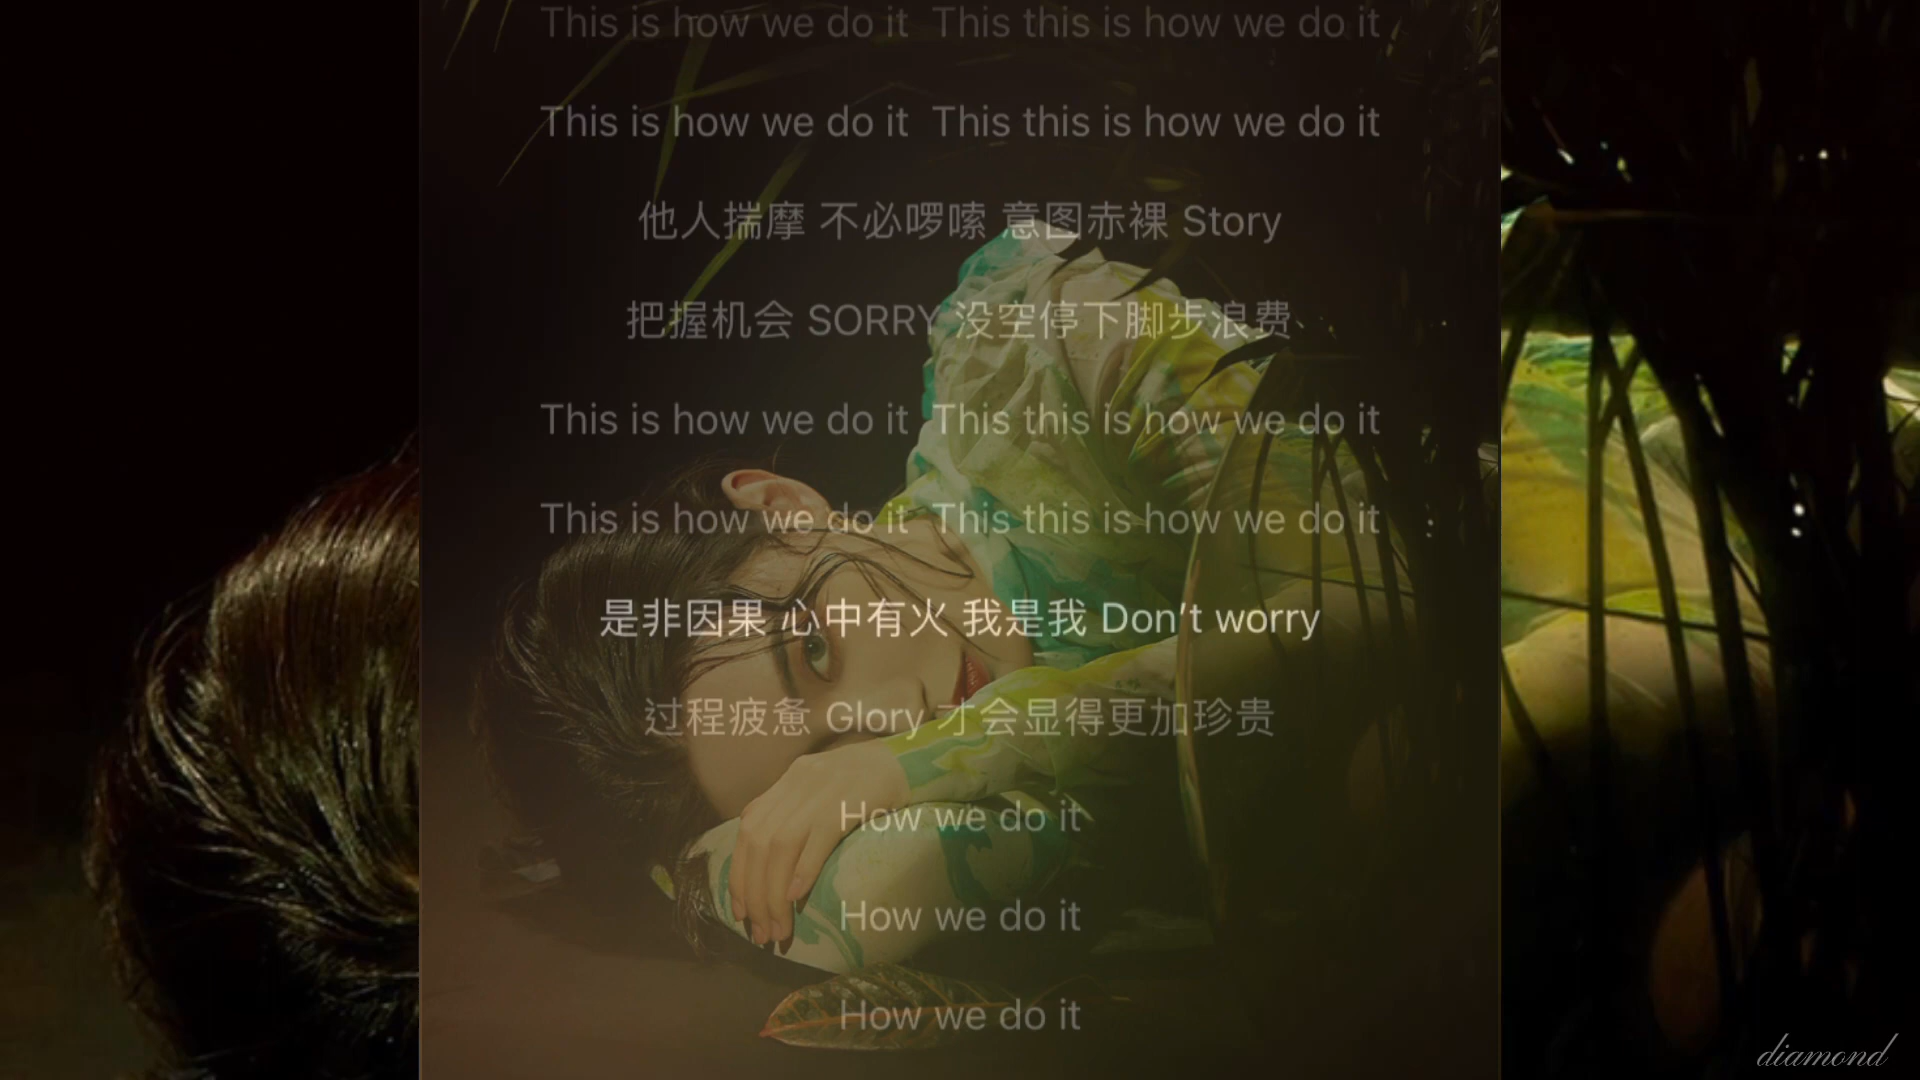 This is how we do it  This this is how we do it
This is how we do it  This this is how we do it
他人揣摩 不必啰嗦 意图赤裸 Story
把握机会 SORRY 没空停下脚步浪费
This is how we do it  This this is how we do it
This is how we do it  This this is how we do it
是非因果 心中有火 我是我 Don't worry
过程疲惫 Glory 才会显得更加珍贵
How we do it
How we do it
How we do it
diamond